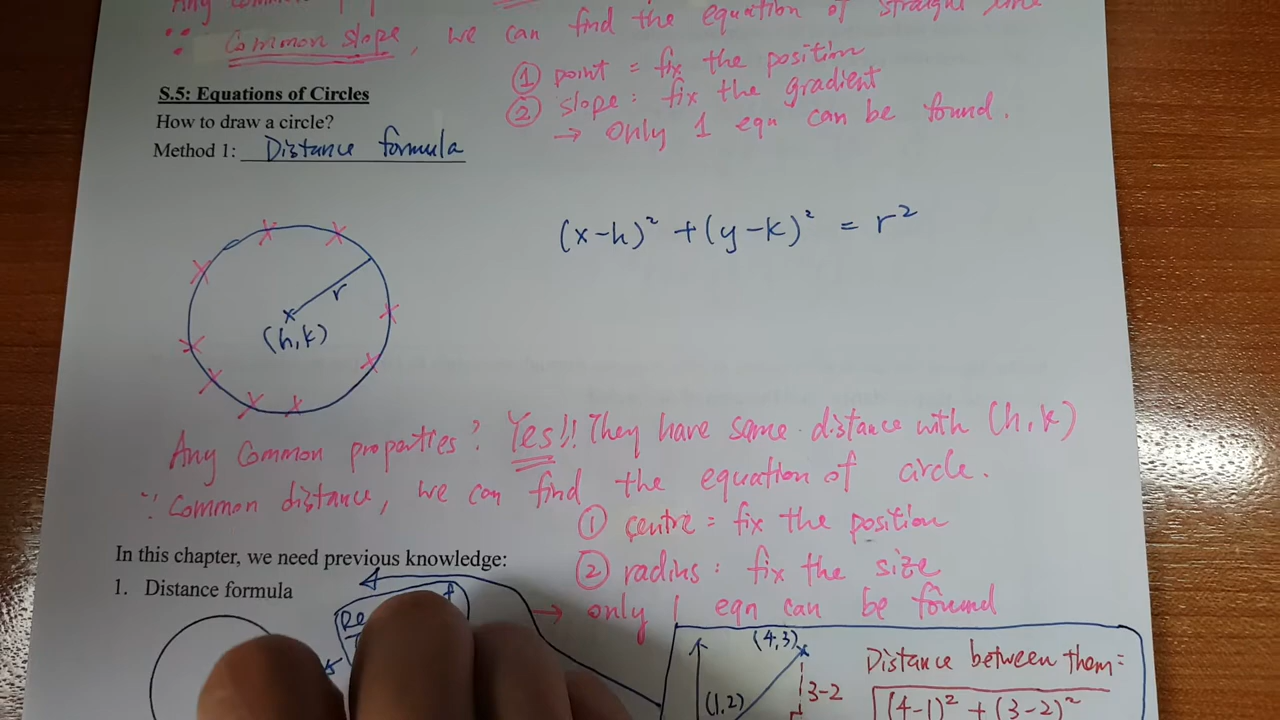 Any common
equation of straight line
∵ Common slope, we can find the
① point = fix the position
② slope : fix the gradient
→ Only 1 eqn can be found.
S.5: Equations of Circles
How to draw a circle?
Method 1: Distance formula
(x-h)² + (y-k)² = r²
r
(h,k)
Any Common properties? Yes!! They have same distance with (h,k)
∵ Common distance, we can find the equation of circle.
① centre = fix the position
② radius : fix the size
→ only 1 eqn can be found
In this chapter, we need previous knowledge:
1. Distance formula
(4,3)
(1,2)
3-2
Distance between them =
√(4-1)² + (3-2)²